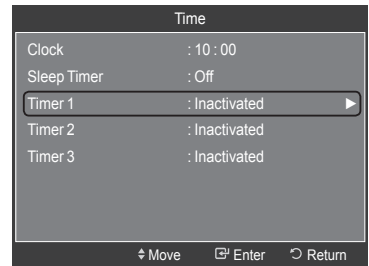 Time
Clock : 10 : 00
Sleep Timer : Off
Timer 1 : Inactivated
Timer 2 : Inactivated
Timer 3 : Inactivated
Move Enter Return